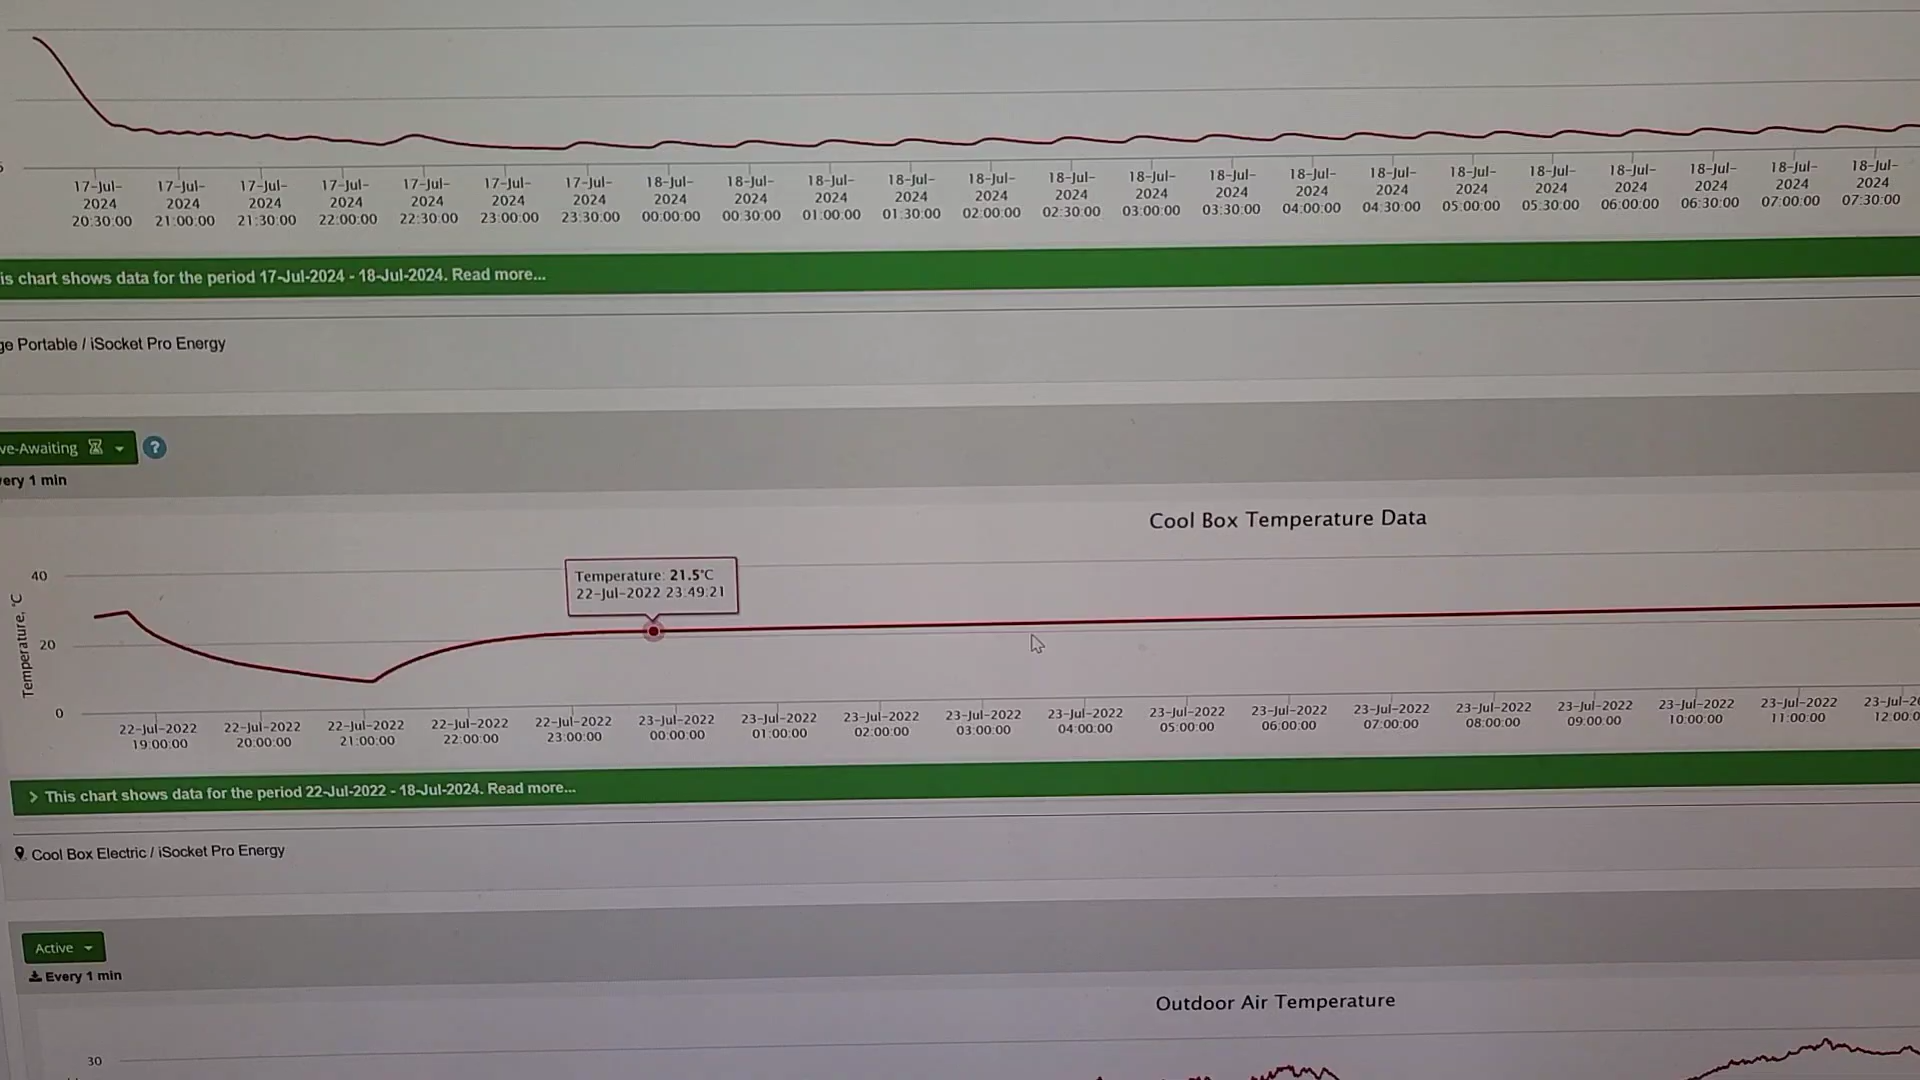 17-Jul-
2024
20:30:00
17-Jul-
2024
21:00:00
17-Jul-
2024
21:30:00
17-Jul-
2024
22:00:00
17-Jul-
2024
22:30:00
17-Jul-
2024
23:00:00
17-Jul-
2024
23:30:00
18-Jul-
2024
00:00:00
18-Jul-
2024
00:30:00
18-Jul-
2024
01:00:00
18-Jul-
2024
01:30:00
18-Jul-
2024
02:00:00
18-Jul-
2024
02:30:00
18-Jul-
2024
03:00:00
18-Jul-
2024
03:30:00
18-Jul-
2024
04:00:00
18-Jul-
2024
04:30:00
18-Jul-
2024
05:00:00
18-Jul-
2024
05:30:00
18-Jul-
2024
06:00:00
18-Jul-
2024
06:30:00
18-Jul-
2024
07:00:00
18-Jul-
2024
07:30:00
is chart shows data for the period 17-Jul-2024 - 18-Jul-2024. Read more...
ge Portable / iSocket Pro Energy
ve-Awaiting
?
ery 1 min
Cool Box Temperature Data
Temperature, °C
40
20
0
Temperature: 21.5°C
22-Jul-2022 23:49:21
22-Jul-2022
19:00:00
22-Jul-2022
20:00:00
22-Jul-2022
21:00:00
22-Jul-2022
22:00:00
22-Jul-2022
23:00:00
23-Jul-2022
00:00:00
23-Jul-2022
01:00:00
23-Jul-2022
02:00:00
23-Jul-2022
03:00:00
23-Jul-2022
04:00:00
23-Jul-2022
05:00:00
23-Jul-2022
06:00:00
23-Jul-2022
07:00:00
23-Jul-2022
08:00:00
23-Jul-2022
09:00:00
23-Jul-2022
10:00:00
23-Jul-2022
11:00:00
23-Jul-20
12:00:0
This chart shows data for the period 22-Jul-2022 - 18-Jul-2024. Read more...
Cool Box Electric / iSocket Pro Energy
Active
Every 1 min
Outdoor Air Temperature
30